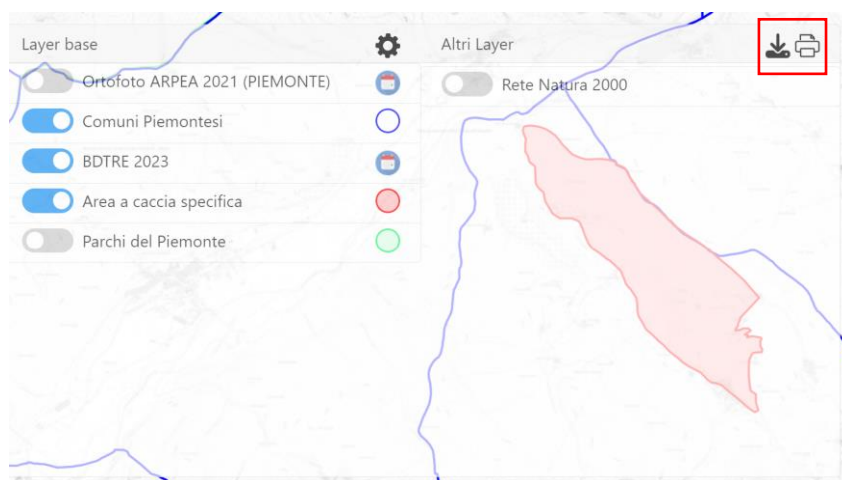 Layer base
Ortofoto ARPEA 2021 (PIEMONTE)
Comuni Piemontesi
BDTRE 2023
Area a caccia specifica
Parchi del Piemonte
Altri Layer
Rete Natura 2000